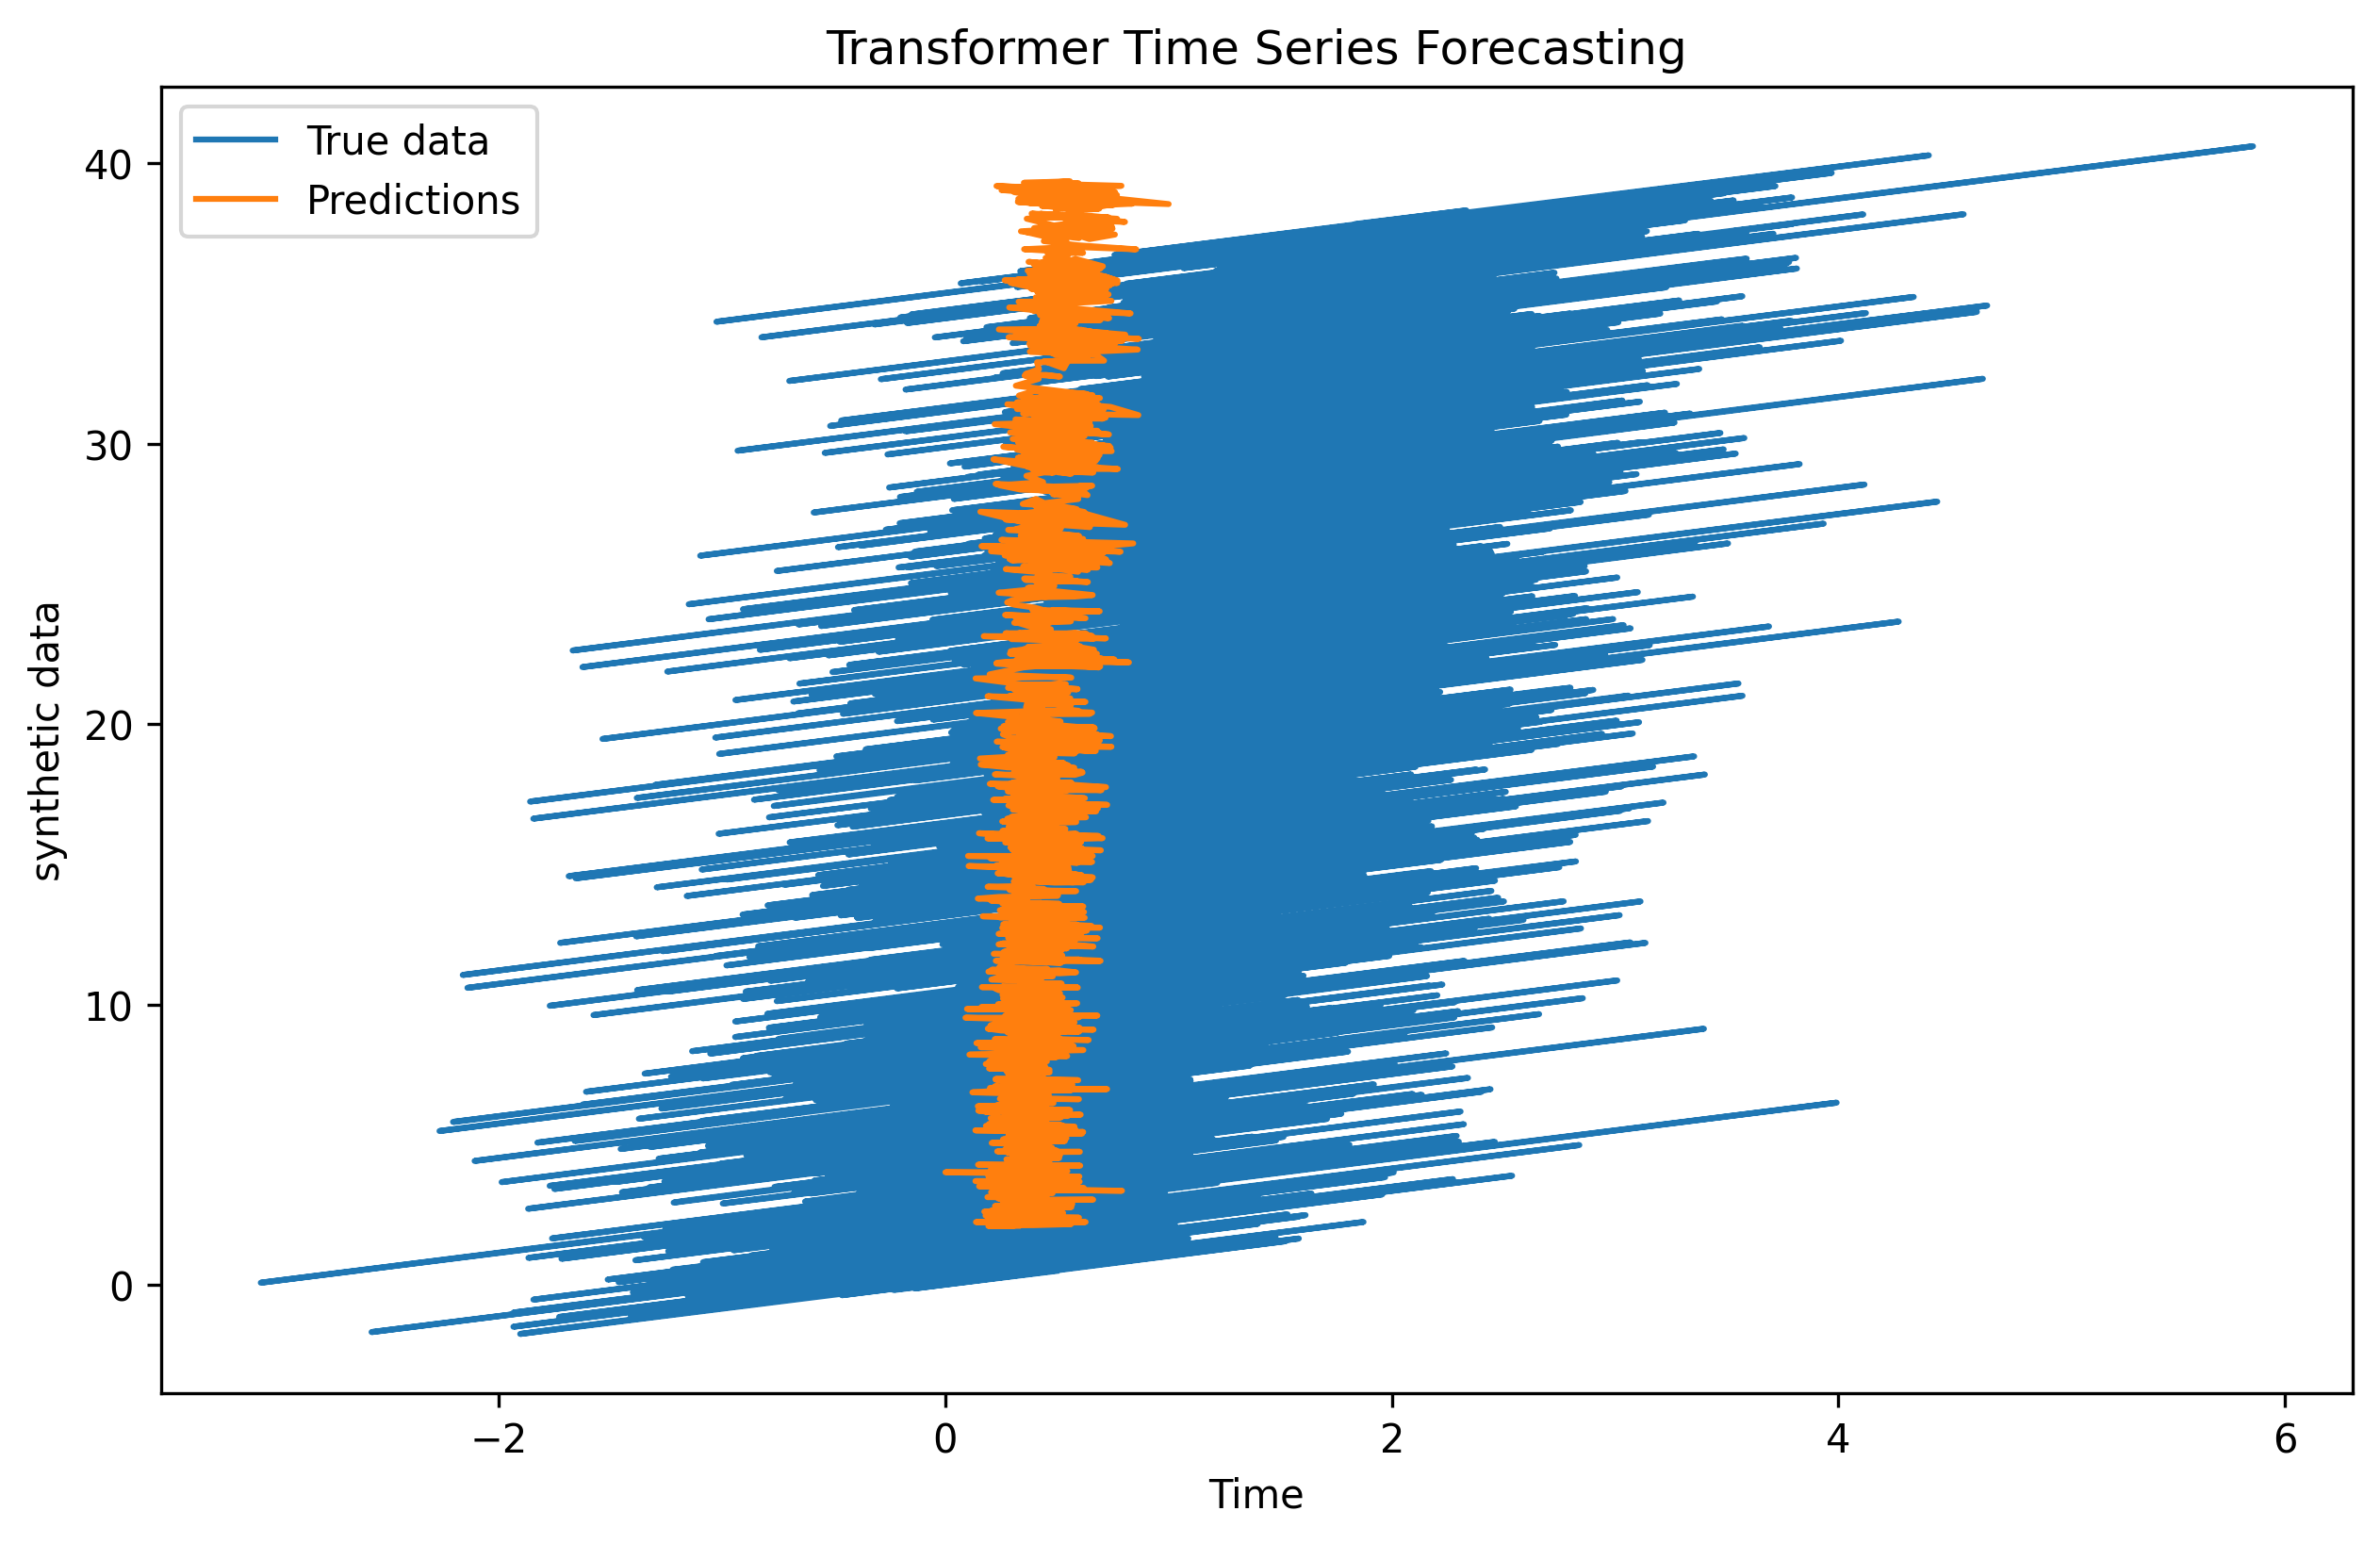 Transformer Time Series Forecasting
True data
Predictions
synthetic data
40
30
20
10
0
−2
0
2
4
6
Time